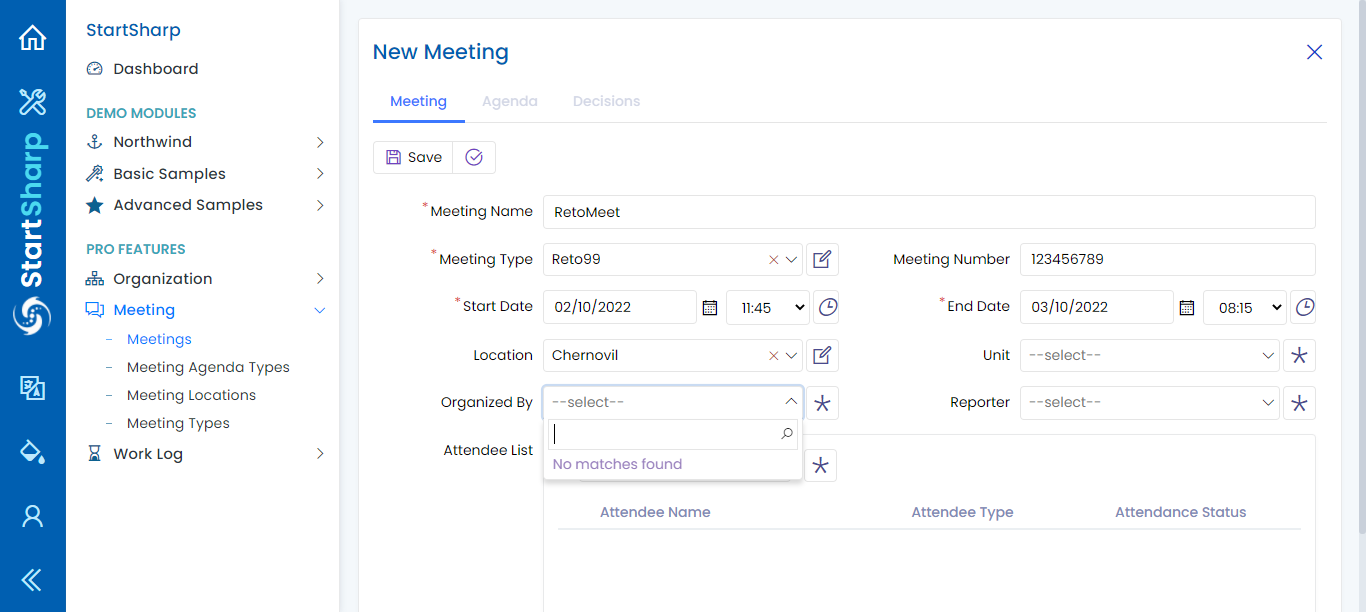 StartSharp
StartSharp
Dashboard
DEMO MODULES
Northwind
Basic Samples
Advanced Samples
PRO FEATURES
Organization
Meeting
Meetings
Meeting Agenda Types
Meeting Locations
Meeting Types
Work Log
New Meeting
Meeting Agenda Decisions
Save
*Meeting Name RetoMeet
*Meeting Type Reto99 Meeting Number 123456789
*Start Date 02/10/2022 11:45 *End Date 03/10/2022 08:15
Location Chernovil Unit --select--
Organized By --select-- Reporter --select--
Attendee List
No matches found
Attendee Name Attendee Type Attendance Status